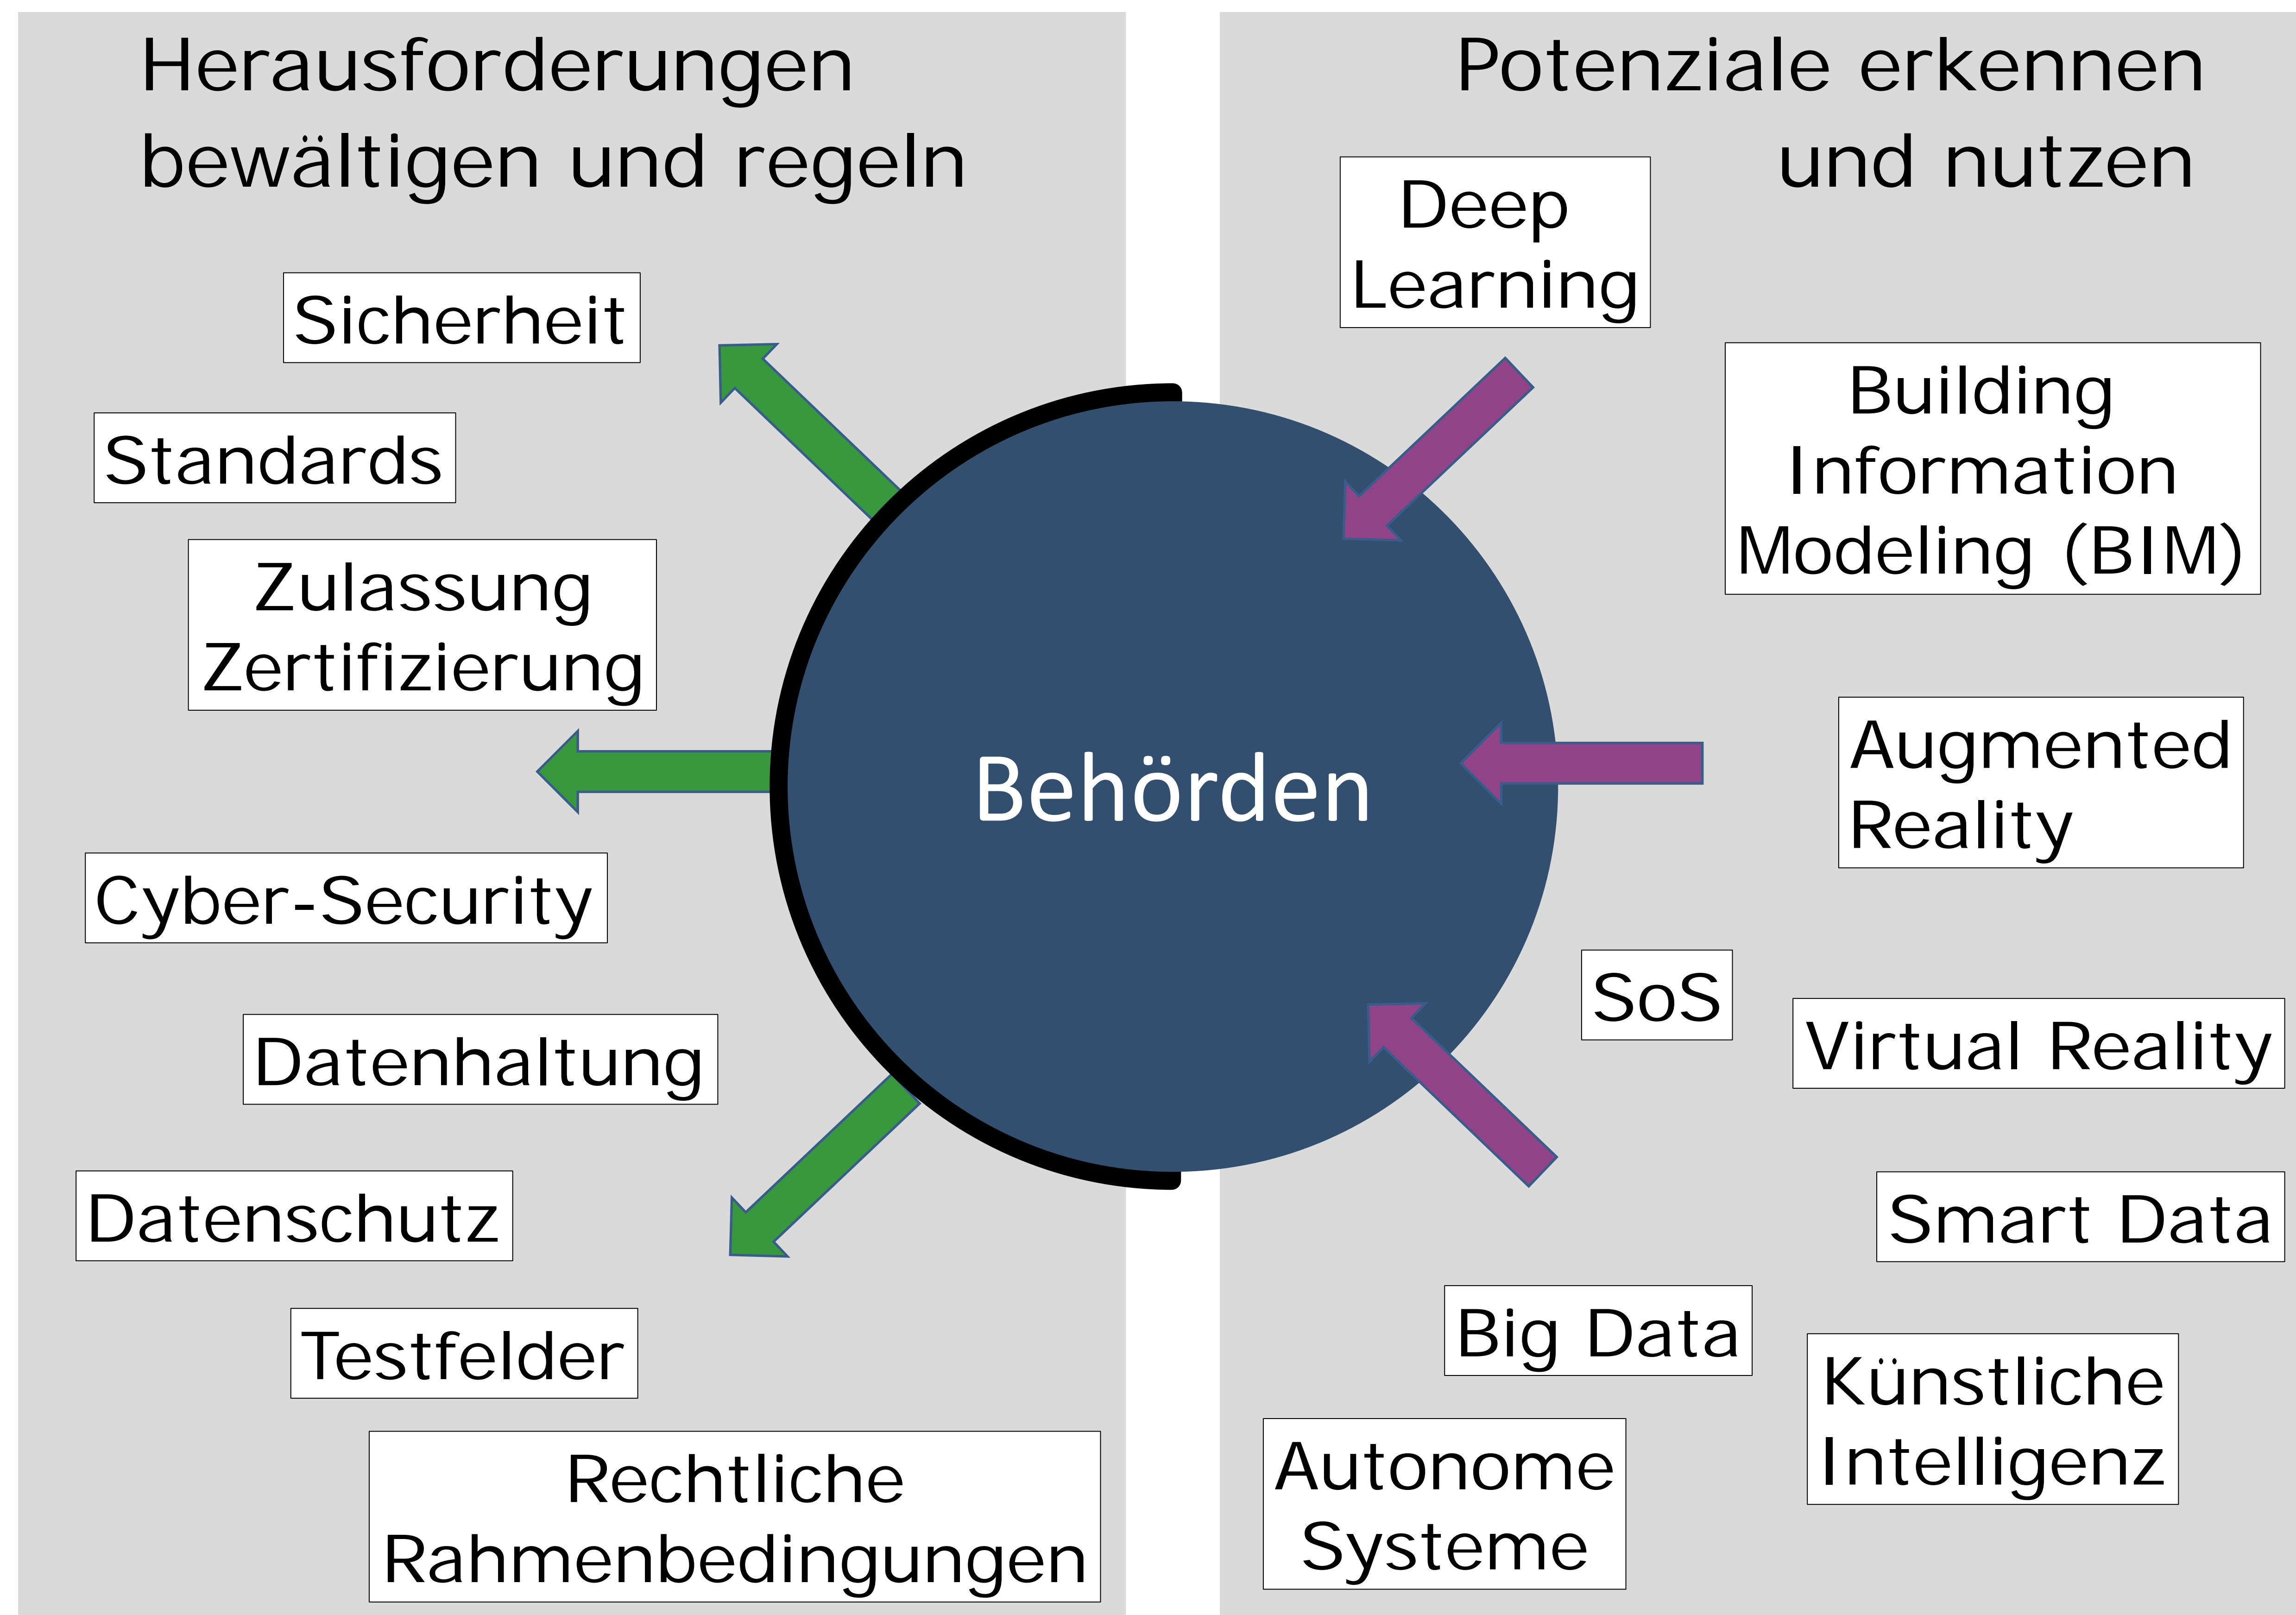 Herausforderungen
bewältigen und regeln
Sicherheit
Standards
Zulassung
Zertifizierung
Cyber-Security
Datenhaltung
Datenschutz
Testfelder
Rechtliche
Rahmenbedingungen
Behörden
Potenziale erkennen
und nutzen
Deep
Learning
Building
Information
Modeling (BIM)
Augmented
Reality
SoS
Virtual Reality
Smart Data
Big Data
Künstliche
Intelligenz
Autonome
Systeme